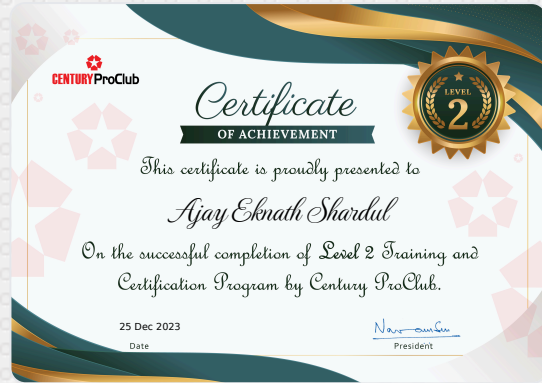 CENTURY ProClub
Certificate
OF ACHIEVEMENT
LEVEL
2
This certificate is proudly presented to
Ajay Eknath Shardul
On the successful completion of Level 2 Training and
Certification Program by Century ProClub.
25 Dec 2023
Date
President